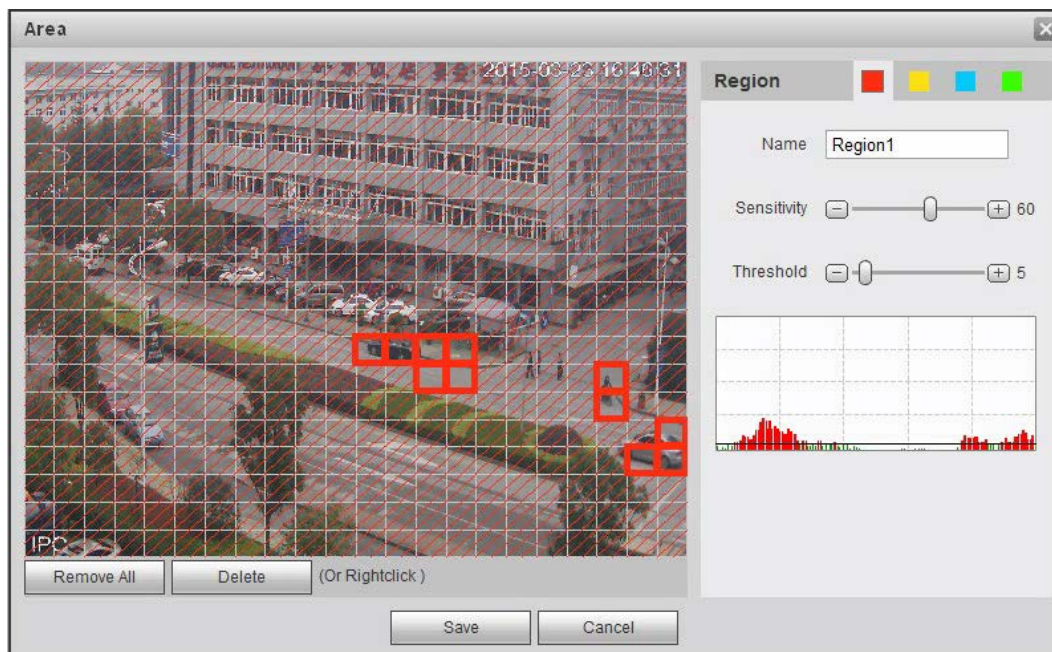 Area
2015-03-23 16:46:31
Region
Name
Region1
Sensitivity
60
Threshold
5
IPC
Remove All
Delete
(Or Rightclick )
Save
Cancel